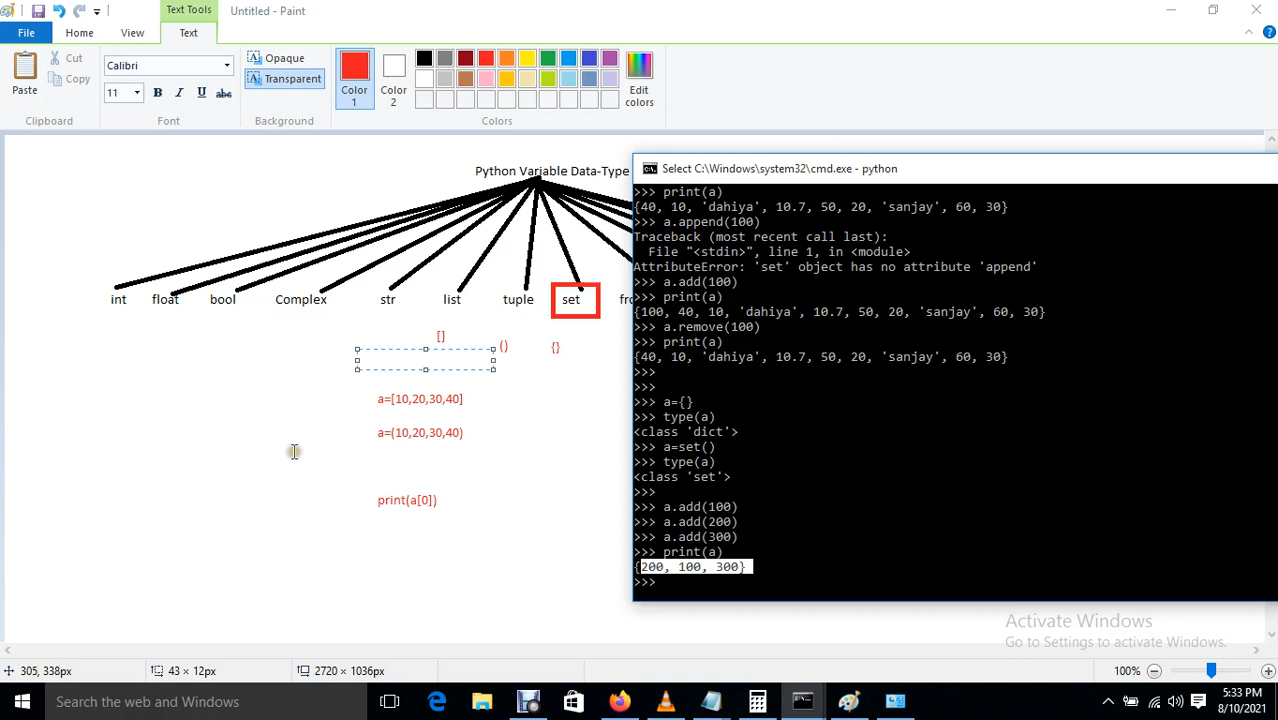 Text Tools
Untitled - Paint
File
Home
View
Text
Paste
Cut
Copy
Clipboard
Calibri
11
B
I
U
abc
Font
A
Opaque
A
Transparent
Background
Color
1
Color
2
Edit
colors
Colors
Python Variable Data-Type
int
float
bool
Complex
str
list
tuple
set
fro
[]
()
{}
a=[10,20,30,40]
a=(10,20,30,40)
print(a[0])
Select C:\Windows\system32\cmd.exe - python
>>> print(a)
{40, 10, 'dahiya', 10.7, 50, 20, 'sanjay', 60, 30}
>>> a.append(100)
Traceback (most recent call last):
File "<stdin>", line 1, in <module>
AttributeError: 'set' object has no attribute 'append'
>>> a.add(100)
>>> print(a)
{100, 40, 10, 'dahiya', 10.7, 50, 20, 'sanjay', 60, 30}
>>> a.remove(100)
>>> print(a)
{40, 10, 'dahiya', 10.7, 50, 20, 'sanjay', 60, 30}
>>>
>>>
>>> a={}
>>> type(a)
<class 'dict'>
>>> a=set()
>>> type(a)
<class 'set'>
>>>
>>> a.add(100)
>>> a.add(200)
>>> a.add(300)
>>> print(a)
{200, 100, 300}
>>>
Activate Windows
Go to Settings to activate Windows.
305, 338px
43 × 12px
2720 × 1036px
100%
Search the web and Windows
5:33 PM
8/10/2021